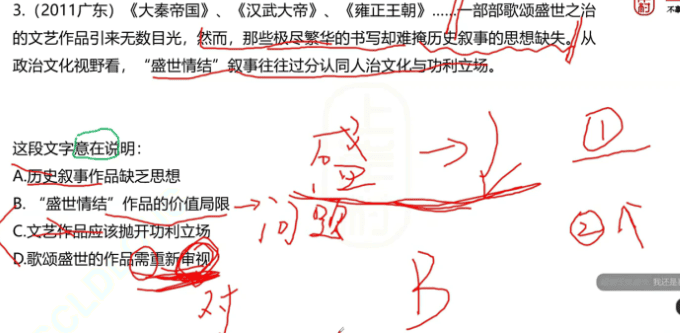 3.（2011广东）《大秦帝国》、《汉武大帝》、《雍正王朝》……一部部歌颂盛世之治
的文艺作品引来无数目光，然而，那些极尽繁华的书写却难掩历史叙事的思想缺失。从
政治文化视野看，“盛世情结”叙事往往过分认同人治文化与功利立场。
这段文字意在说明：
A.历史叙事作品缺乏思想
B.“盛世情结”作品的价值局限
C.文艺作品应该抛开功利立场
D.歌颂盛世的作品需重新审视
盛世
→
①
→问题
②个
对
B